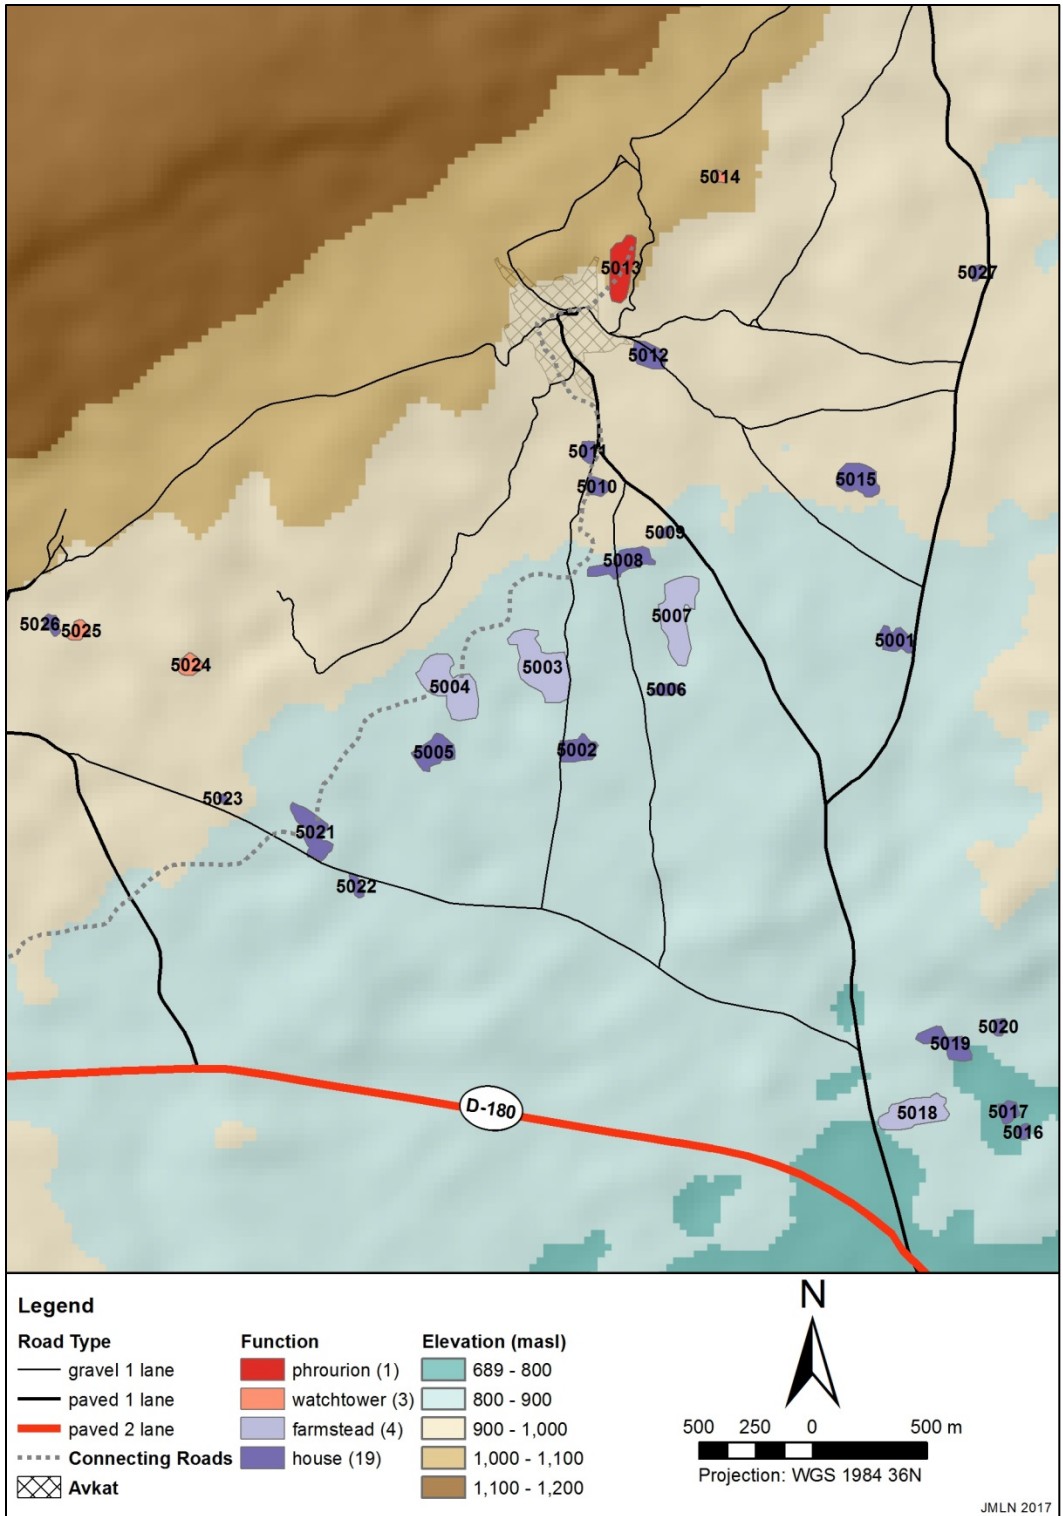 5014
5013
5027
5012
5011
5015
5010
5009
5008
5007
5026
5025
5001
5024
5003
5004
5006
5005
5002
5023
5021
5022
5020
5019
D-180
5018
5017
5016
Legend
Road Type
gravel 1 lane
paved 1 lane
paved 2 lane
Connecting Roads
Avkat
Function
phrourion (1)
watchtower (3)
farmstead (4)
house (19)
Elevation (masl)
689 - 800
800 - 900
900 - 1,000
1,000 - 1,100
1,100 - 1,200
N
500 250 0 500 m
Projection: WGS 1984 36N
JMLN 2017